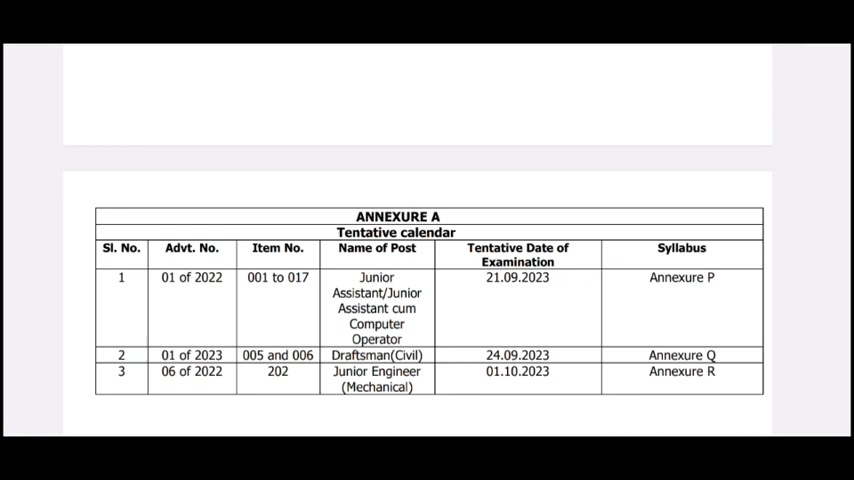 ANNEXURE A
Tentative calendar
Sl. No. Advt. No. Item No. Name of Post Tentative Date of Examination Syllabus
1 01 of 2022 001 to 017 Junior Assistant/Junior Assistant cum Computer Operator 21.09.2023 Annexure P
2 01 of 2023 005 and 006 Draftsman(Civil) 24.09.2023 Annexure Q
3 06 of 2022 202 Junior Engineer (Mechanical) 01.10.2023 Annexure R